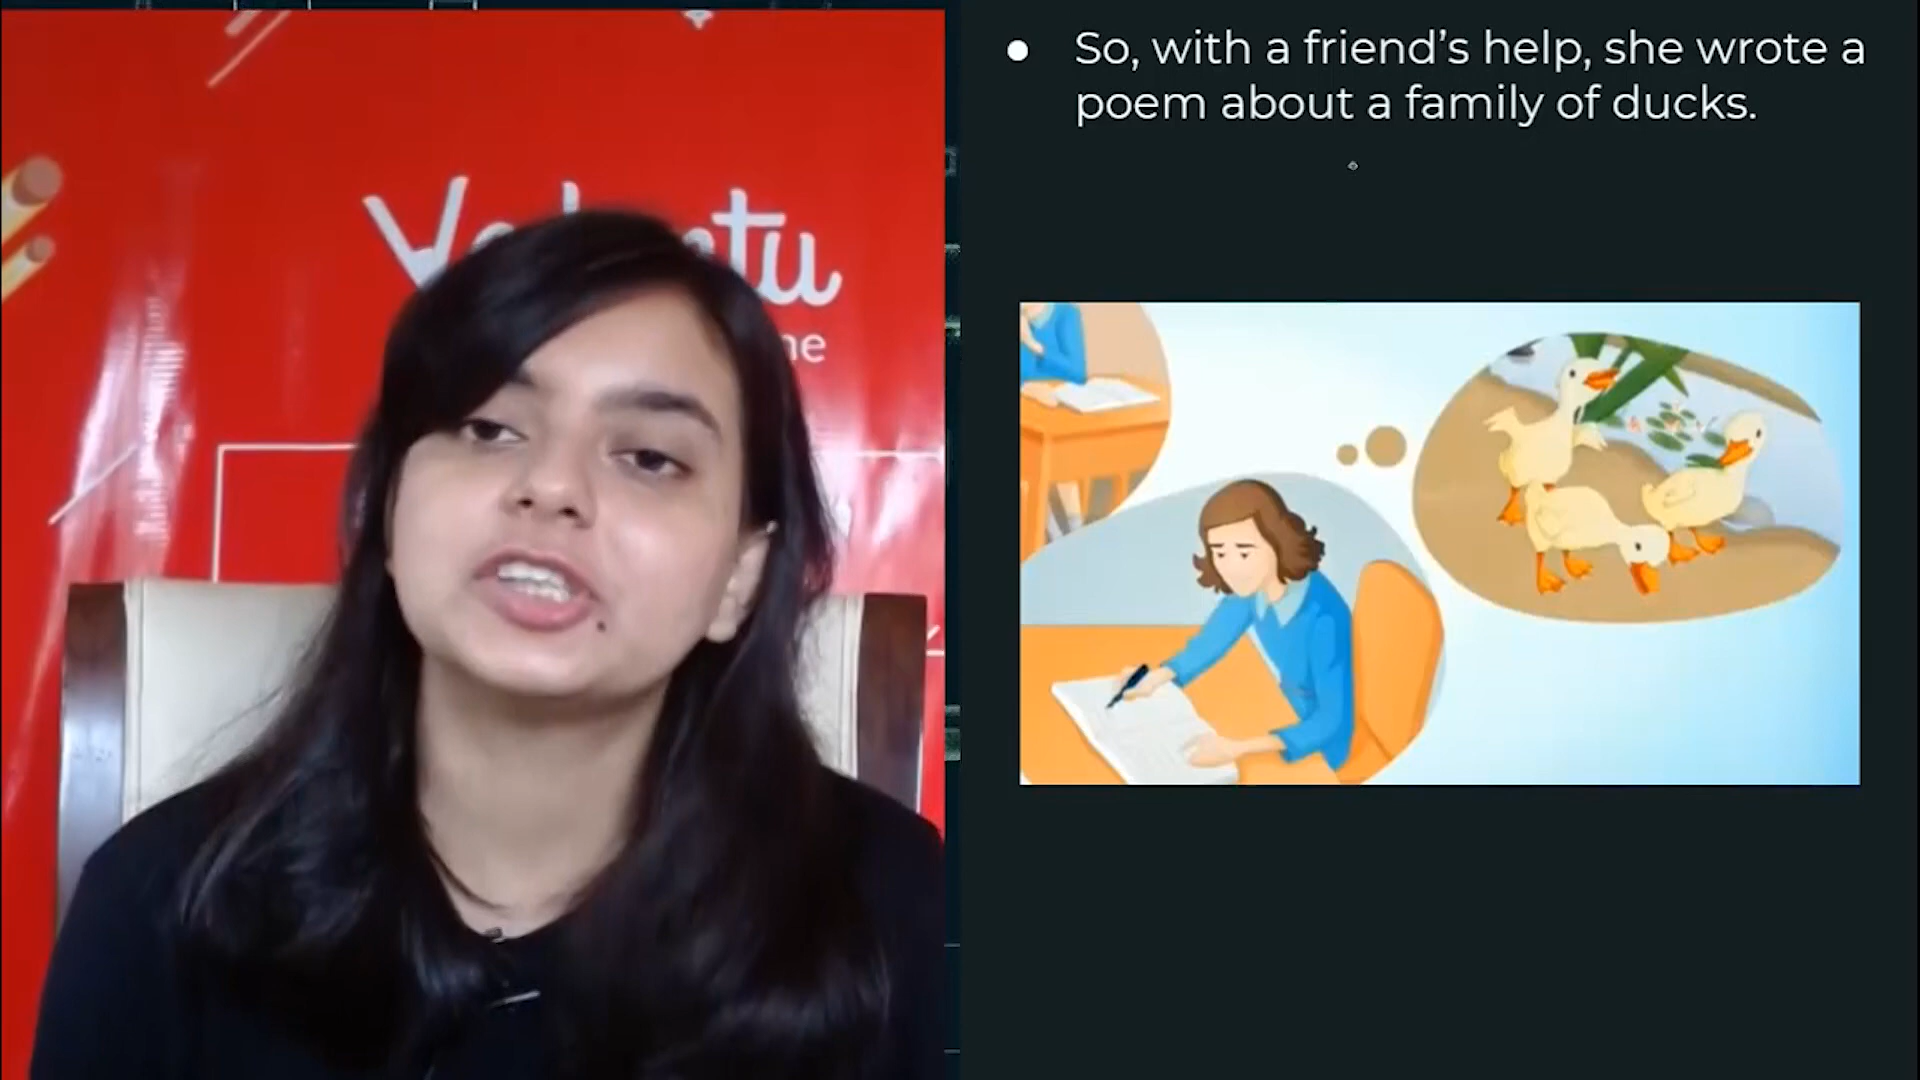 So, with a friend's help, she wrote a
poem about a family of ducks.